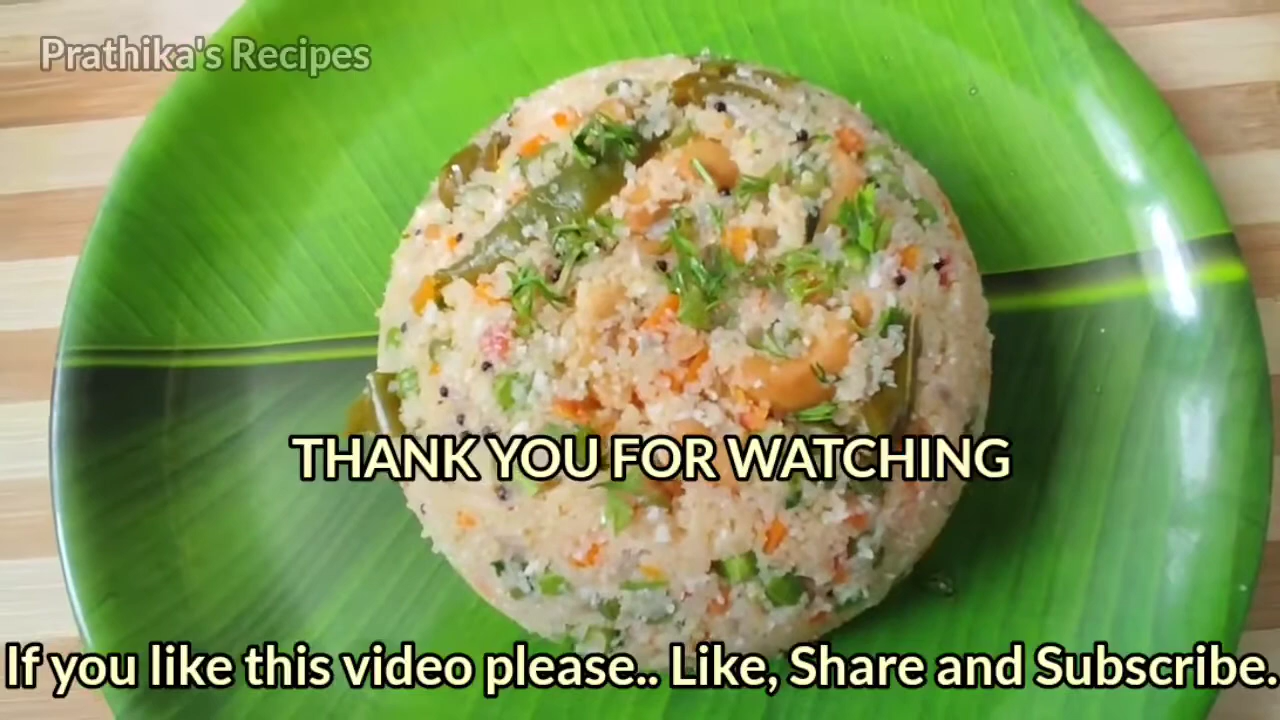 Prathika's Recipes
THANK YOU FOR WATCHING
If you like this video please.. Like, Share and Subscribe.